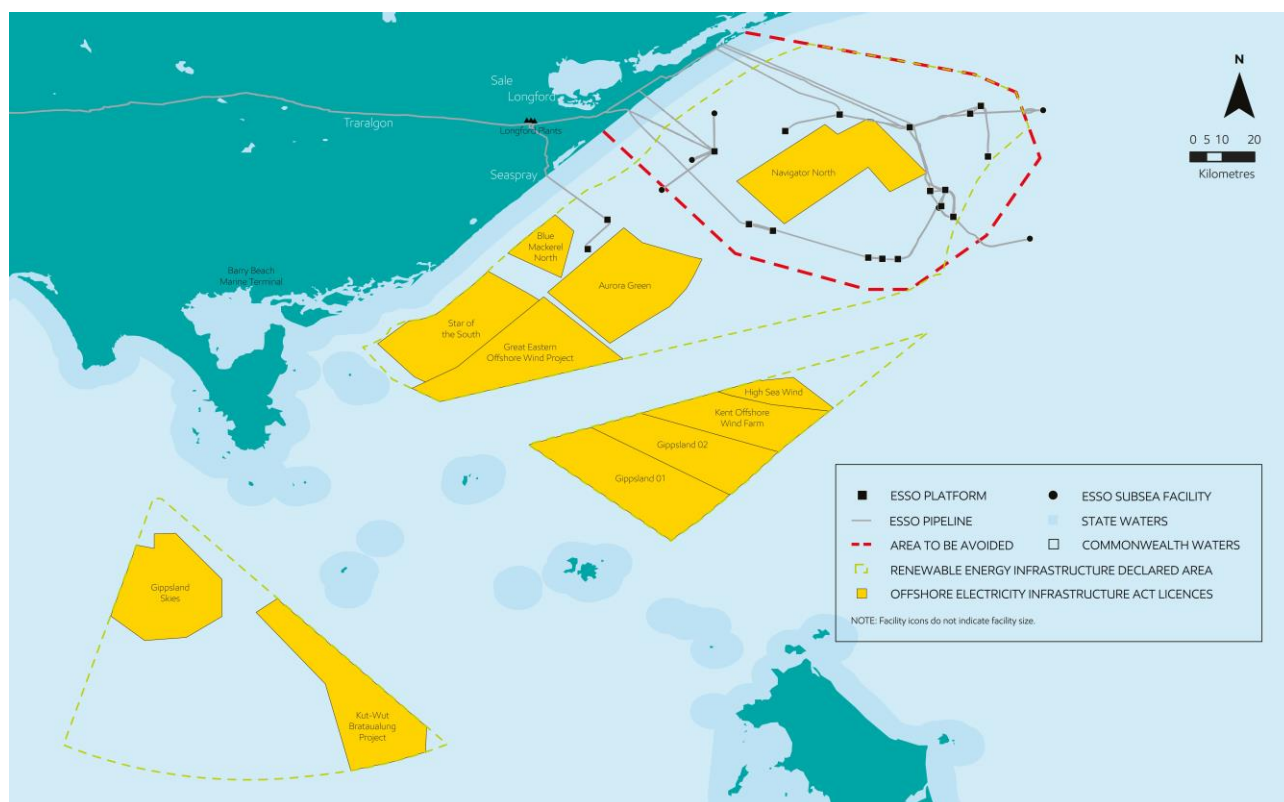 Sale
Longford
Traralgon
Longford Plants
Seaspray
Barry Beach
Marine Terminal
Blue
Mackerel
North
Navigator North
Aurora Green
Star of
the South
Great Eastern
Offshore Wind Project
High Sea Wind
Kent Offshore
Wind Farm
Gippsland 02
Gippsland 01
Gippsland
Skies
Kut-Wut
Brataualung
Project
N
0 5 10 20
Kilometres
ESSO PLATFORM
ESSO SUBSEA FACILITY
ESSO PIPELINE
STATE WATERS
AREA TO BE AVOIDED
COMMONWEALTH WATERS
RENEWABLE ENERGY INFRASTRUCTURE DECLARED AREA
OFFSHORE ELECTRICITY INFRASTRUCTURE ACT LICENCES
NOTE: Facility icons do not indicate facility size.